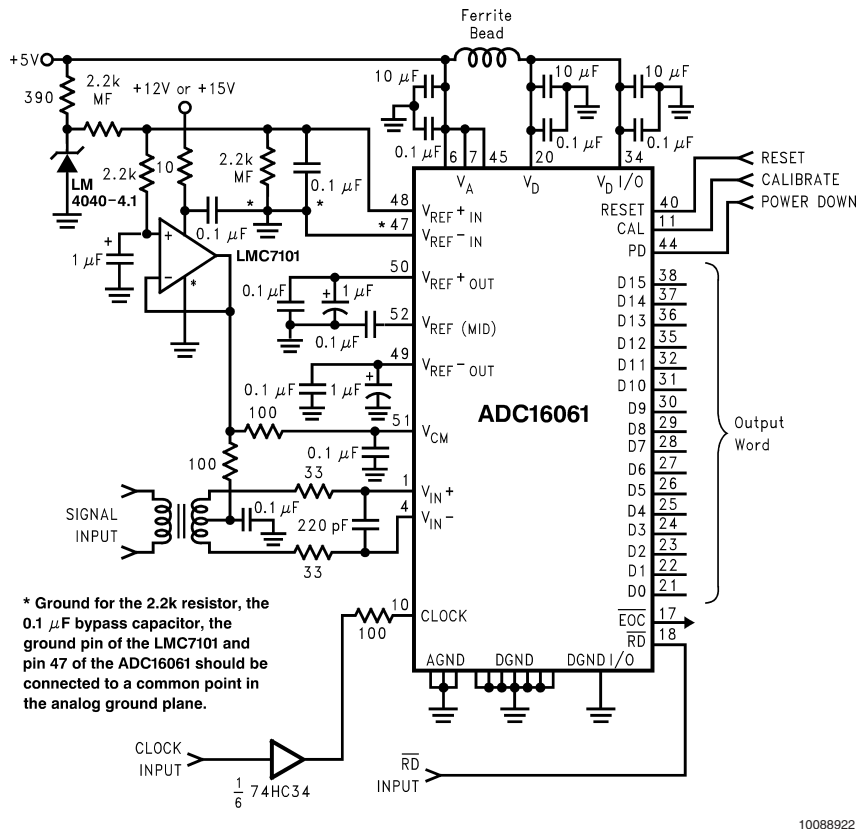 Ferrite
Bead
+5V
390
2.2k
MF
+12V or +15V
10 µF
10 µF
10 µF
0.1 µF
0.1 µF
0.1 µF
6 7 45 20 34
V_A V_D V_D I/O
LM
4040-4.1
2.2k
10
2.2k
MF
0.1 µF
0.1 µF
* *
1 µF
+
+
−
*
LMC7101
48 V_REF+ IN
* 47 V_REF− IN
50 V_REF+ OUT
0.1 µF + 1 µF
52 V_REF (MID)
0.1 µF
49 V_REF− OUT
0.1 µF 1 µF +
ADC16061
100
51 V_CM
0.1 µF
100
33
1 V_IN+
4 V_IN−
0.1 µF
220 pF
33
SIGNAL
INPUT
RESET 40 RESET
CAL 11 CALIBRATE
PD 44 POWER DOWN
D15 38
D14 37
D13 36
D12 35
D11 32
D10 31
D9 30
D8 29
D7 28
D6 27
D5 26
D4 25
D3 24
D2 23
D1 22
D0 21
Output
Word
EOC 17
RD 18
10 CLOCK
100
AGND DGND DGND I/O
* Ground for the 2.2k resistor, the
0.1 µF bypass capacitor, the
ground pin of the LMC7101 and
pin 47 of the ADC16061 should be
connected to a common point in
the analog ground plane.
CLOCK
INPUT
1/6 74HC34
RD
INPUT
10088922